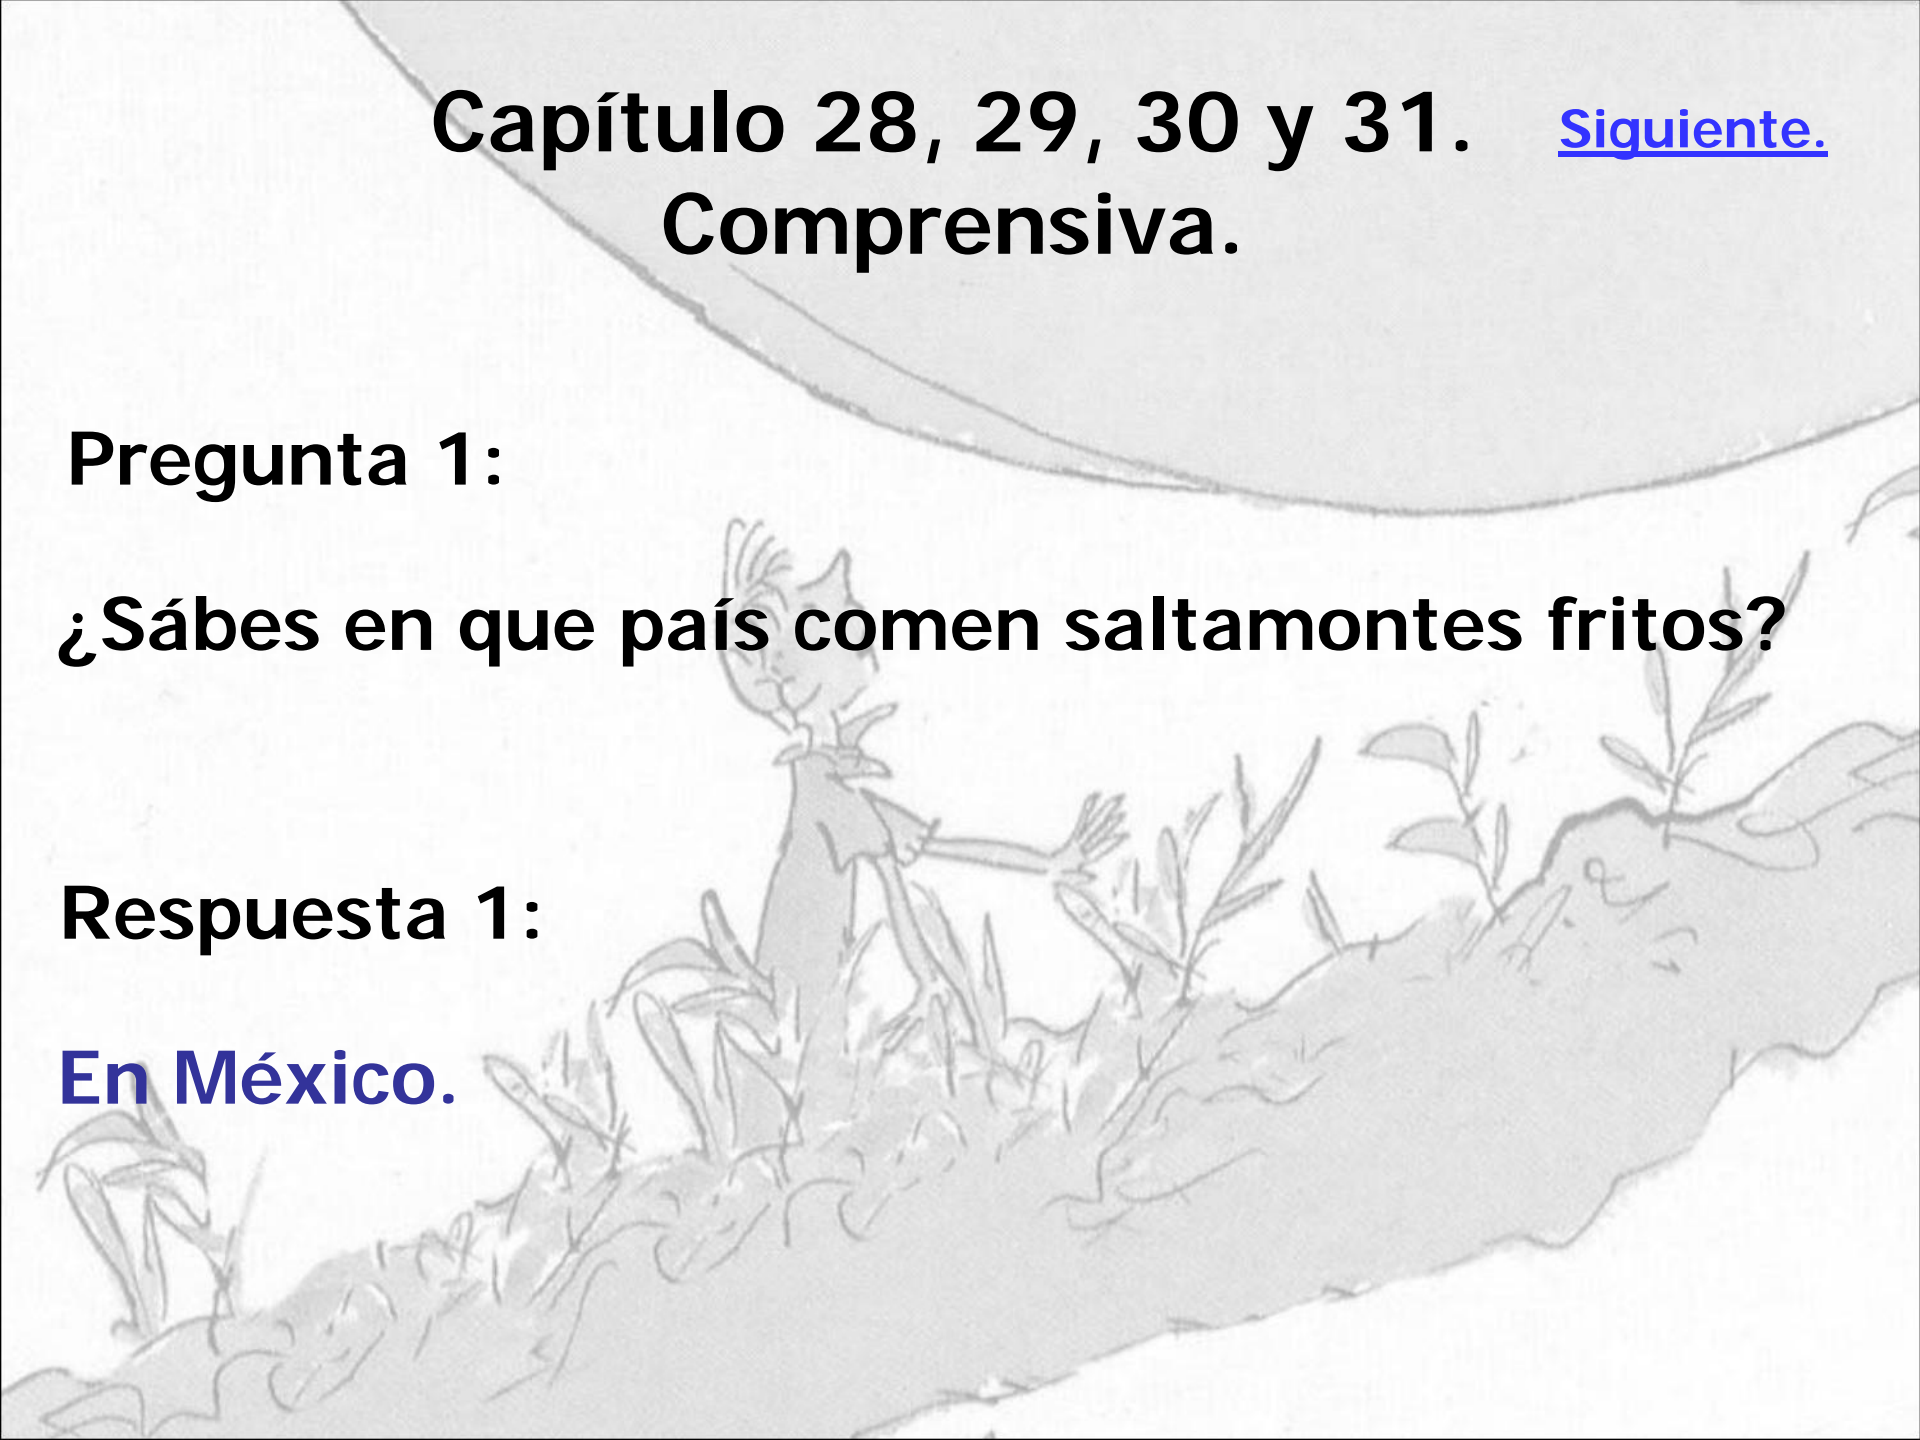 Capítulo 28, 29, 30 y 31. Siguiente.
Comprensiva.
Pregunta 1:
¿Sábes en que país comen saltamontes fritos?
Respuesta 1:
En México.